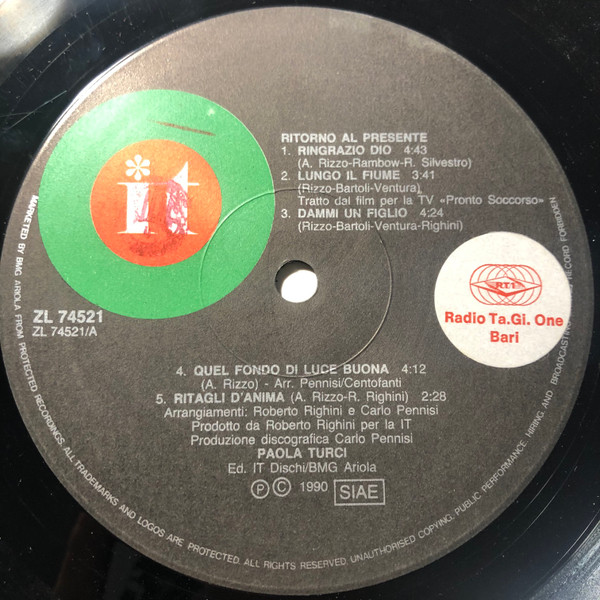 RITORNO AL PRESENTE
1. RINGRAZIO DIO 4:43
(A. Rizzo-Rambow-R. Silvestro)
2. LUNGO IL FIUME 3:41
(Rizzo-Bartoli-Ventura)
Tratto dal film per la TV «Pronto Soccorso»
3. DAMMI UN FIGLIO 4:24
(Rizzo-Bartoli-Ventura-Righini)
it
ZL 74521
ZL 74521/A
RT1
Radio Ta.Gi. One
Bari
4. QUEL FONDO DI LUCE BUONA 4:12
(A. Rizzo) - Arr. Pennisi/Centofanti
5. RITAGLI D'ANIMA (A. Rizzo-R. Righini) 2:28
Arrangiamenti: Roberto Righini e Carlo Pennisi
Prodotto da Roberto Righini per la IT
Produzione discografica Carlo Pennisi
PAOLA TURCI
Ed. IT Dischi/BMG Ariola
Ⓟ © 1990 SIAE
MARKETED BY BMG ARIOLA FROM PROTECTED RECORDINGS. ALL TRADEMARKS AND LOGOS ARE PROTECTED. ALL RIGHTS RESERVED. UNAUTHORISED COPYING, PUBLIC PERFORMANCE, HIRING, AND BROADCASTING RECORD FORBIDDEN